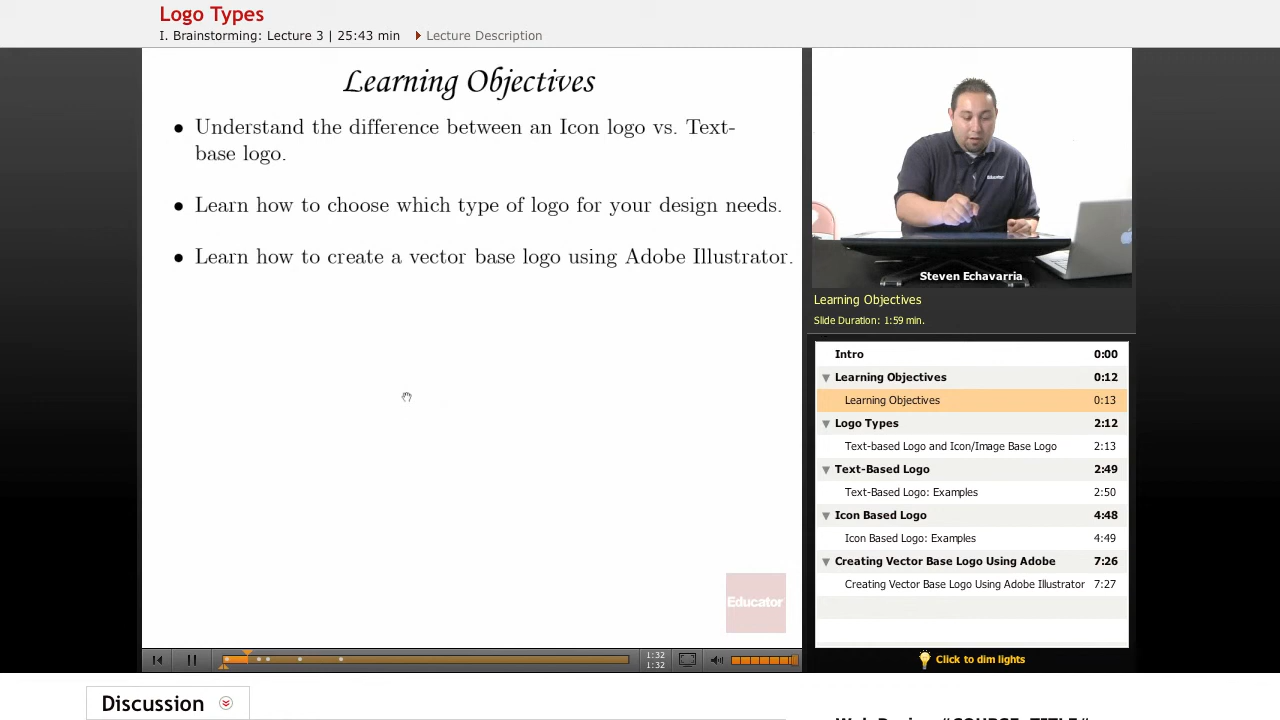 Logo Types
I. Brainstorming: Lecture 3 | 25:43 min Lecture Description
Learning Objectives
• Understand the difference between an Icon logo vs. Text-
base logo.
• Learn how to choose which type of logo for your design needs.
• Learn how to create a vector base logo using Adobe Illustrator.
Educator
Educator
Steven Echavarria
Learning Objectives
Slide Duration: 1:59 min.
Intro 0:00
Learning Objectives 0:12
Learning Objectives 0:13
Logo Types 2:12
Text-based Logo and Icon/Image Base Logo 2:13
Text-Based Logo 2:49
Text-Based Logo: Examples 2:50
Icon Based Logo 4:48
Icon Based Logo: Examples 4:49
Creating Vector Base Logo Using Adobe 7:26
Creating Vector Base Logo Using Adobe Illustrator 7:27
1:32
1:32
Click to dim lights
Discussion
Web Design #SOURCE_TITLE#